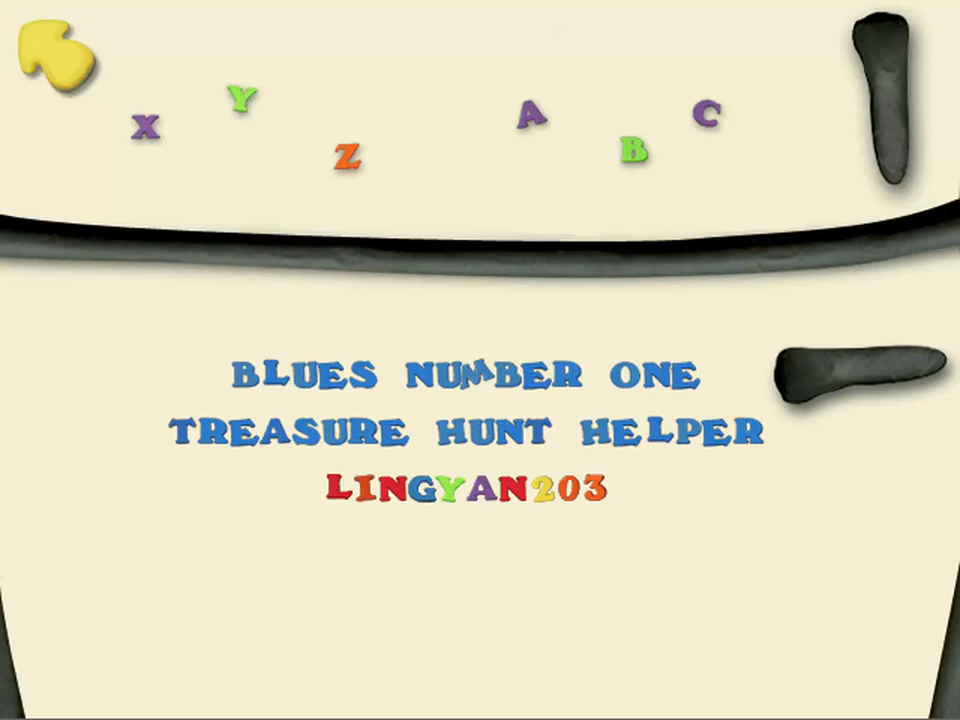 X Y Z A B C
BLUES NUMBER ONE
TREASURE HUNT HELPER
LINGYAN203